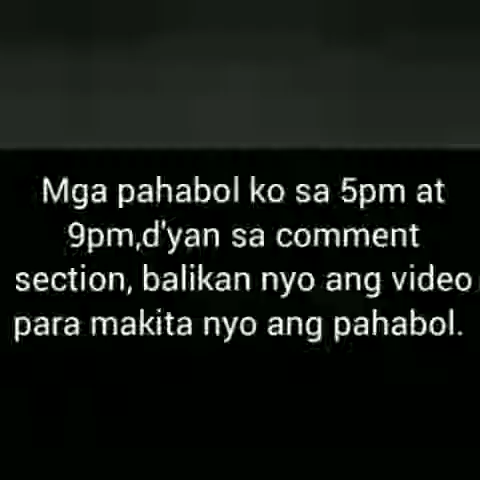 Mga pahabol ko sa 5pm at
9pm,d'yan sa comment
section, balikan nyo ang video
para makita nyo ang pahabol.